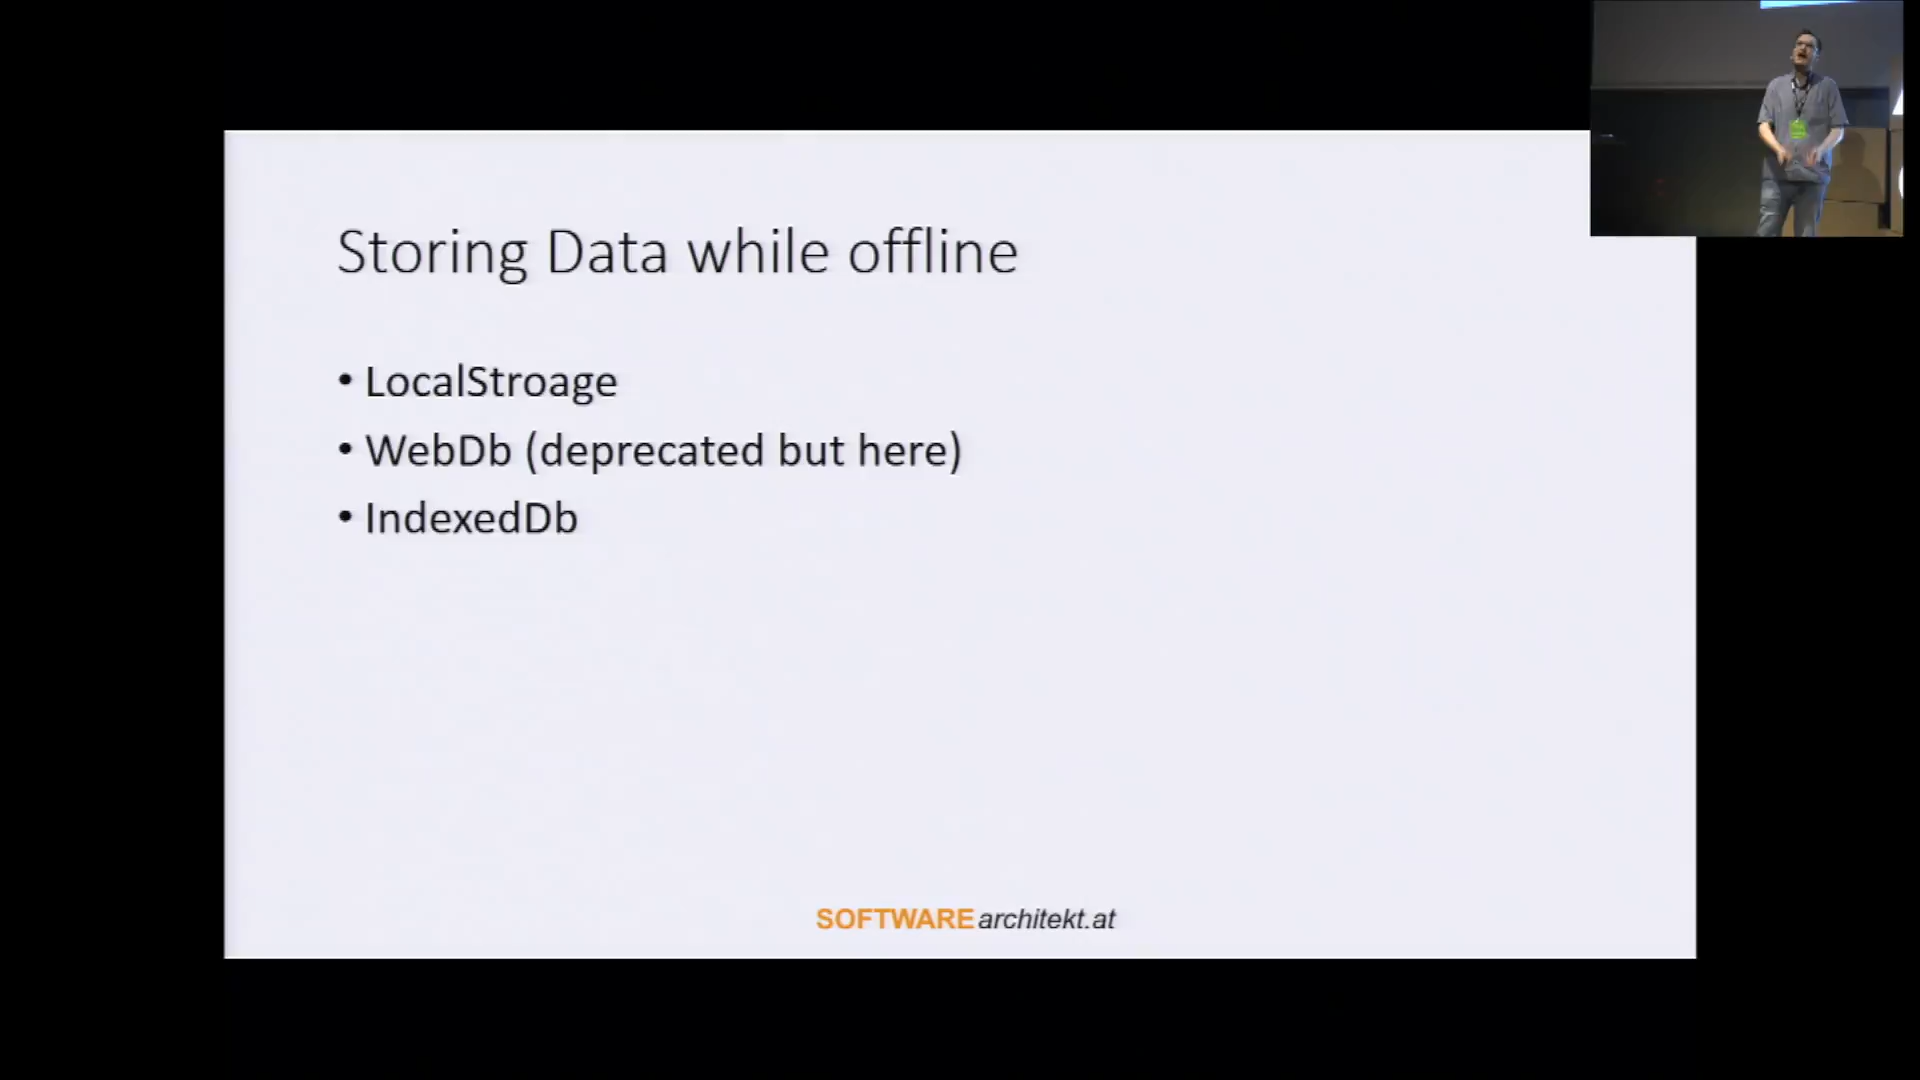 Storing Data while offline
• LocalStroage
• WebDb (deprecated but here)
• IndexedDb
SOFTWAREarchitekt.at